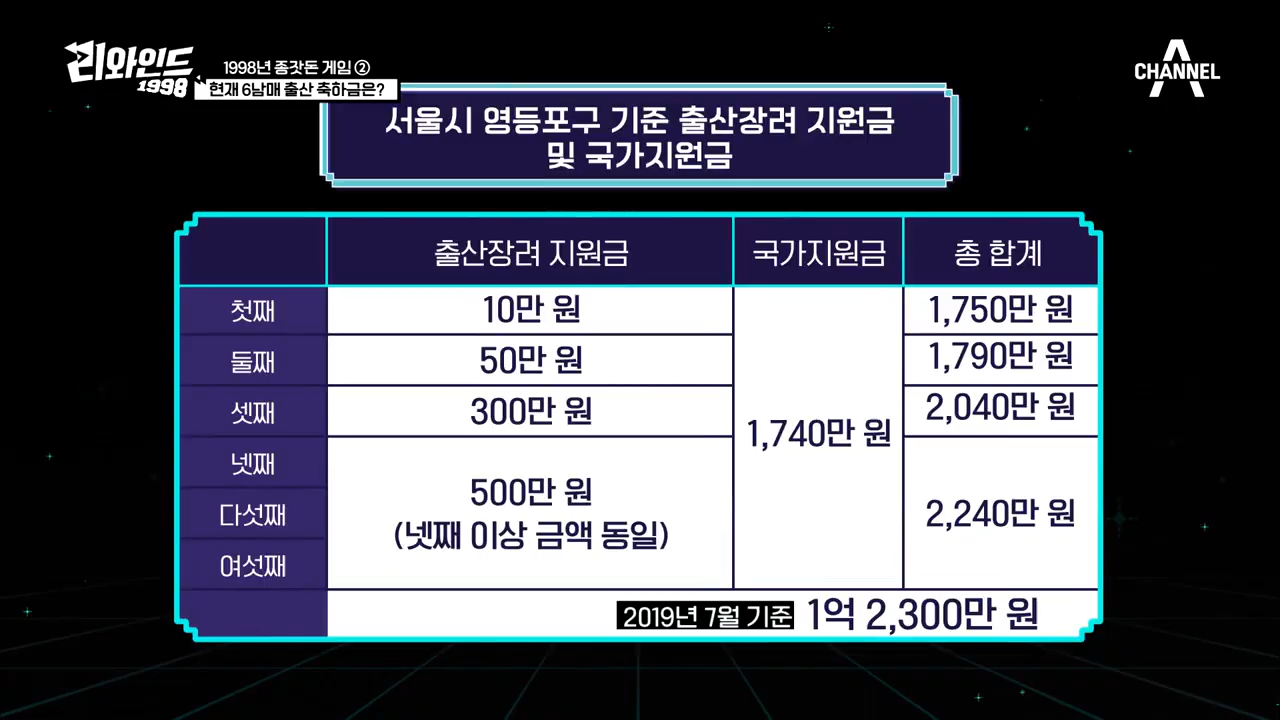 리와인드
1998
1998년 종잣돈 게임 ②
현재 6남매 출산 축하금은?
CHANNEL A
서울시 영등포구 기준 출산장려 지원금
및 국가지원금
출산장려 지원금 국가지원금 총 합계
첫째 10만 원 1,750만 원
둘째 50만 원 1,790만 원
셋째 300만 원 2,040만 원
1,740만 원
넷째
다섯째
여섯째
500만 원
(넷째 이상 금액 동일)
2,240만 원
2019년 7월 기준 1억 2,300만 원